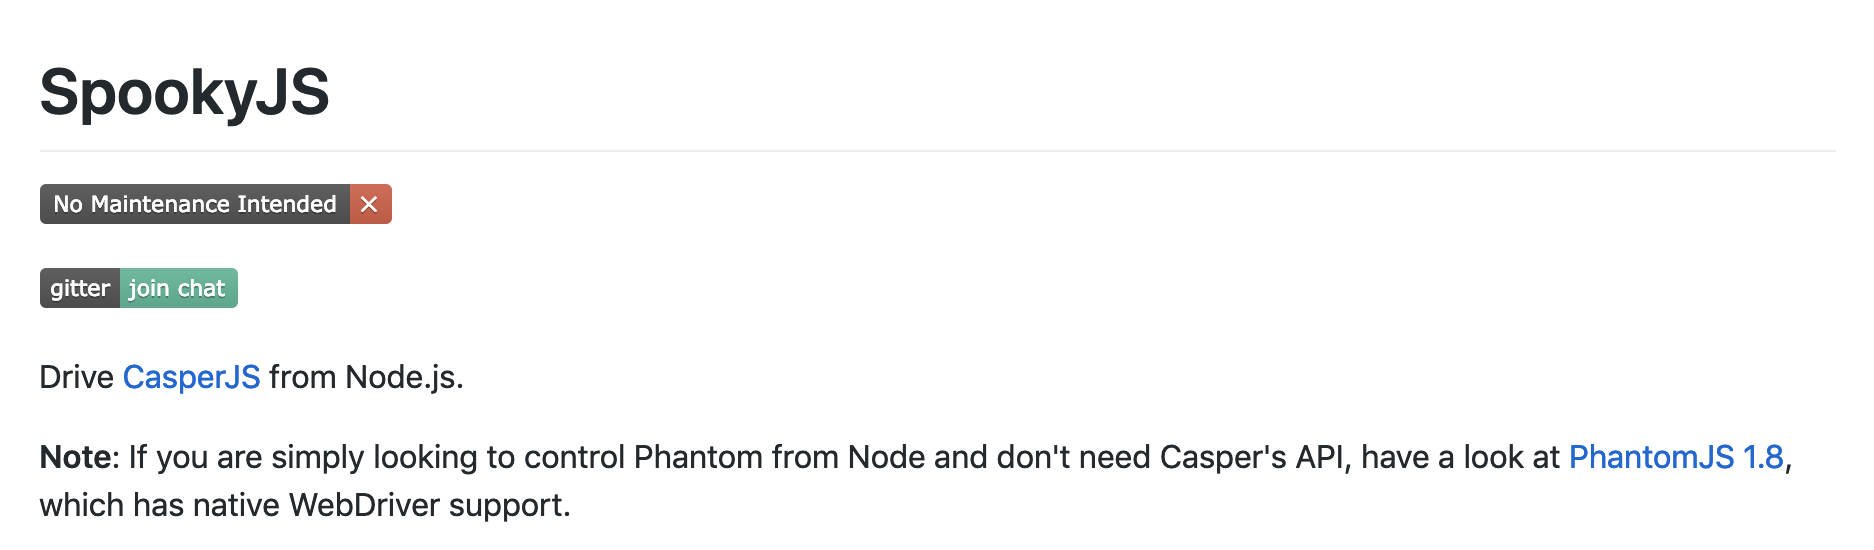 SpookyJS
No Maintenance Intended ×
gitter join chat
Drive CasperJS from Node.js.
Note: If you are simply looking to control Phantom from Node and don't need Casper's API, have a look at PhantomJS 1.8,
which has native WebDriver support.